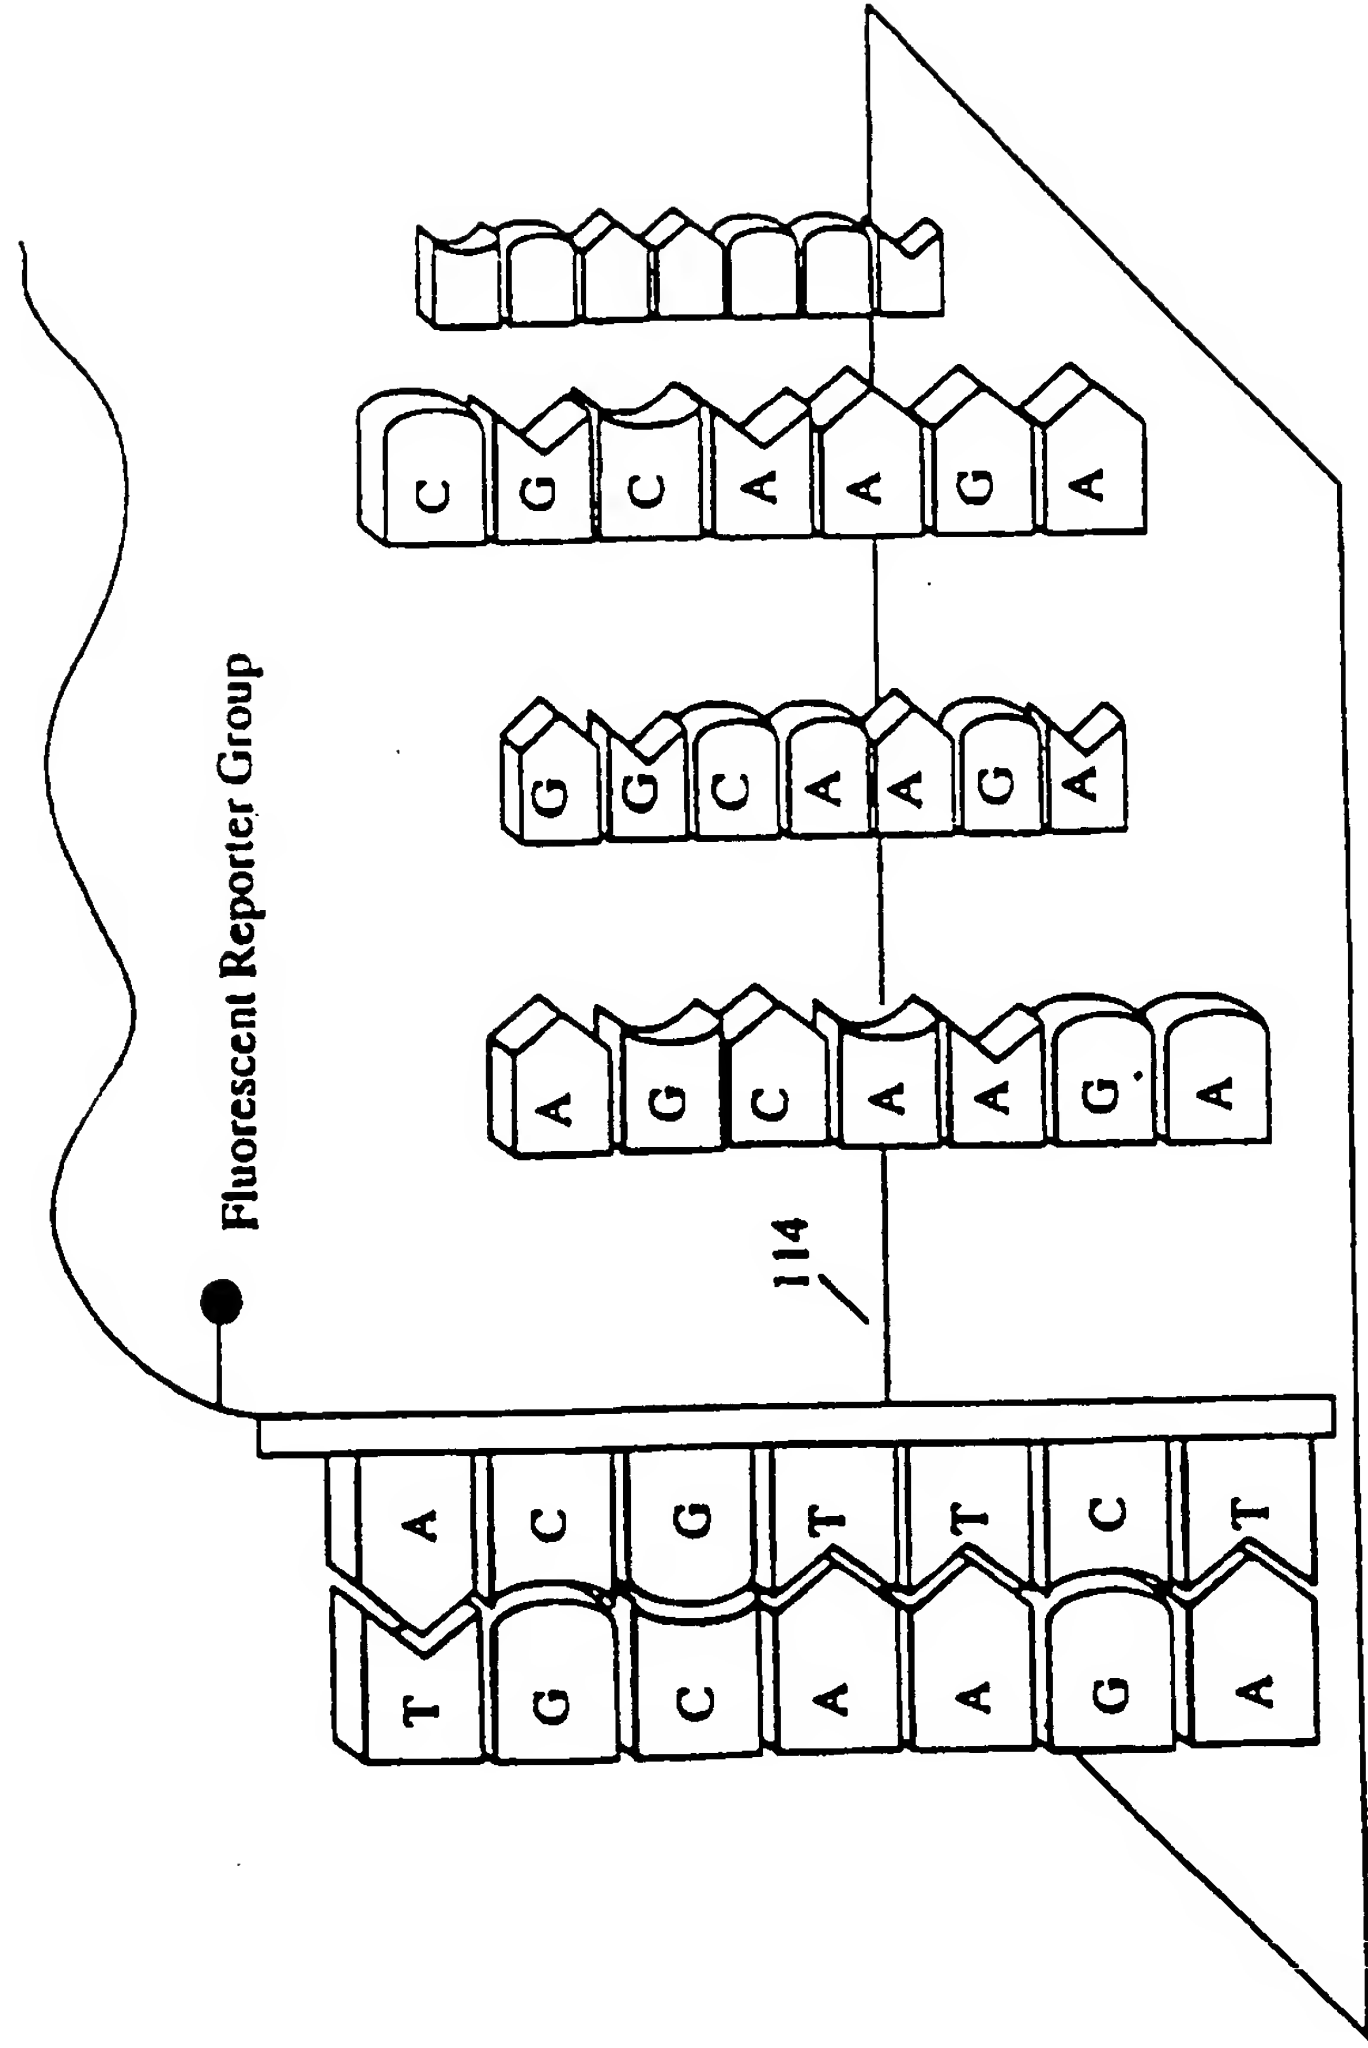 Fluorescent Reporter Group
114
C G C A A G A
G G C A A G A
A G C A A G A
A C G T T C T
T G C A A G A